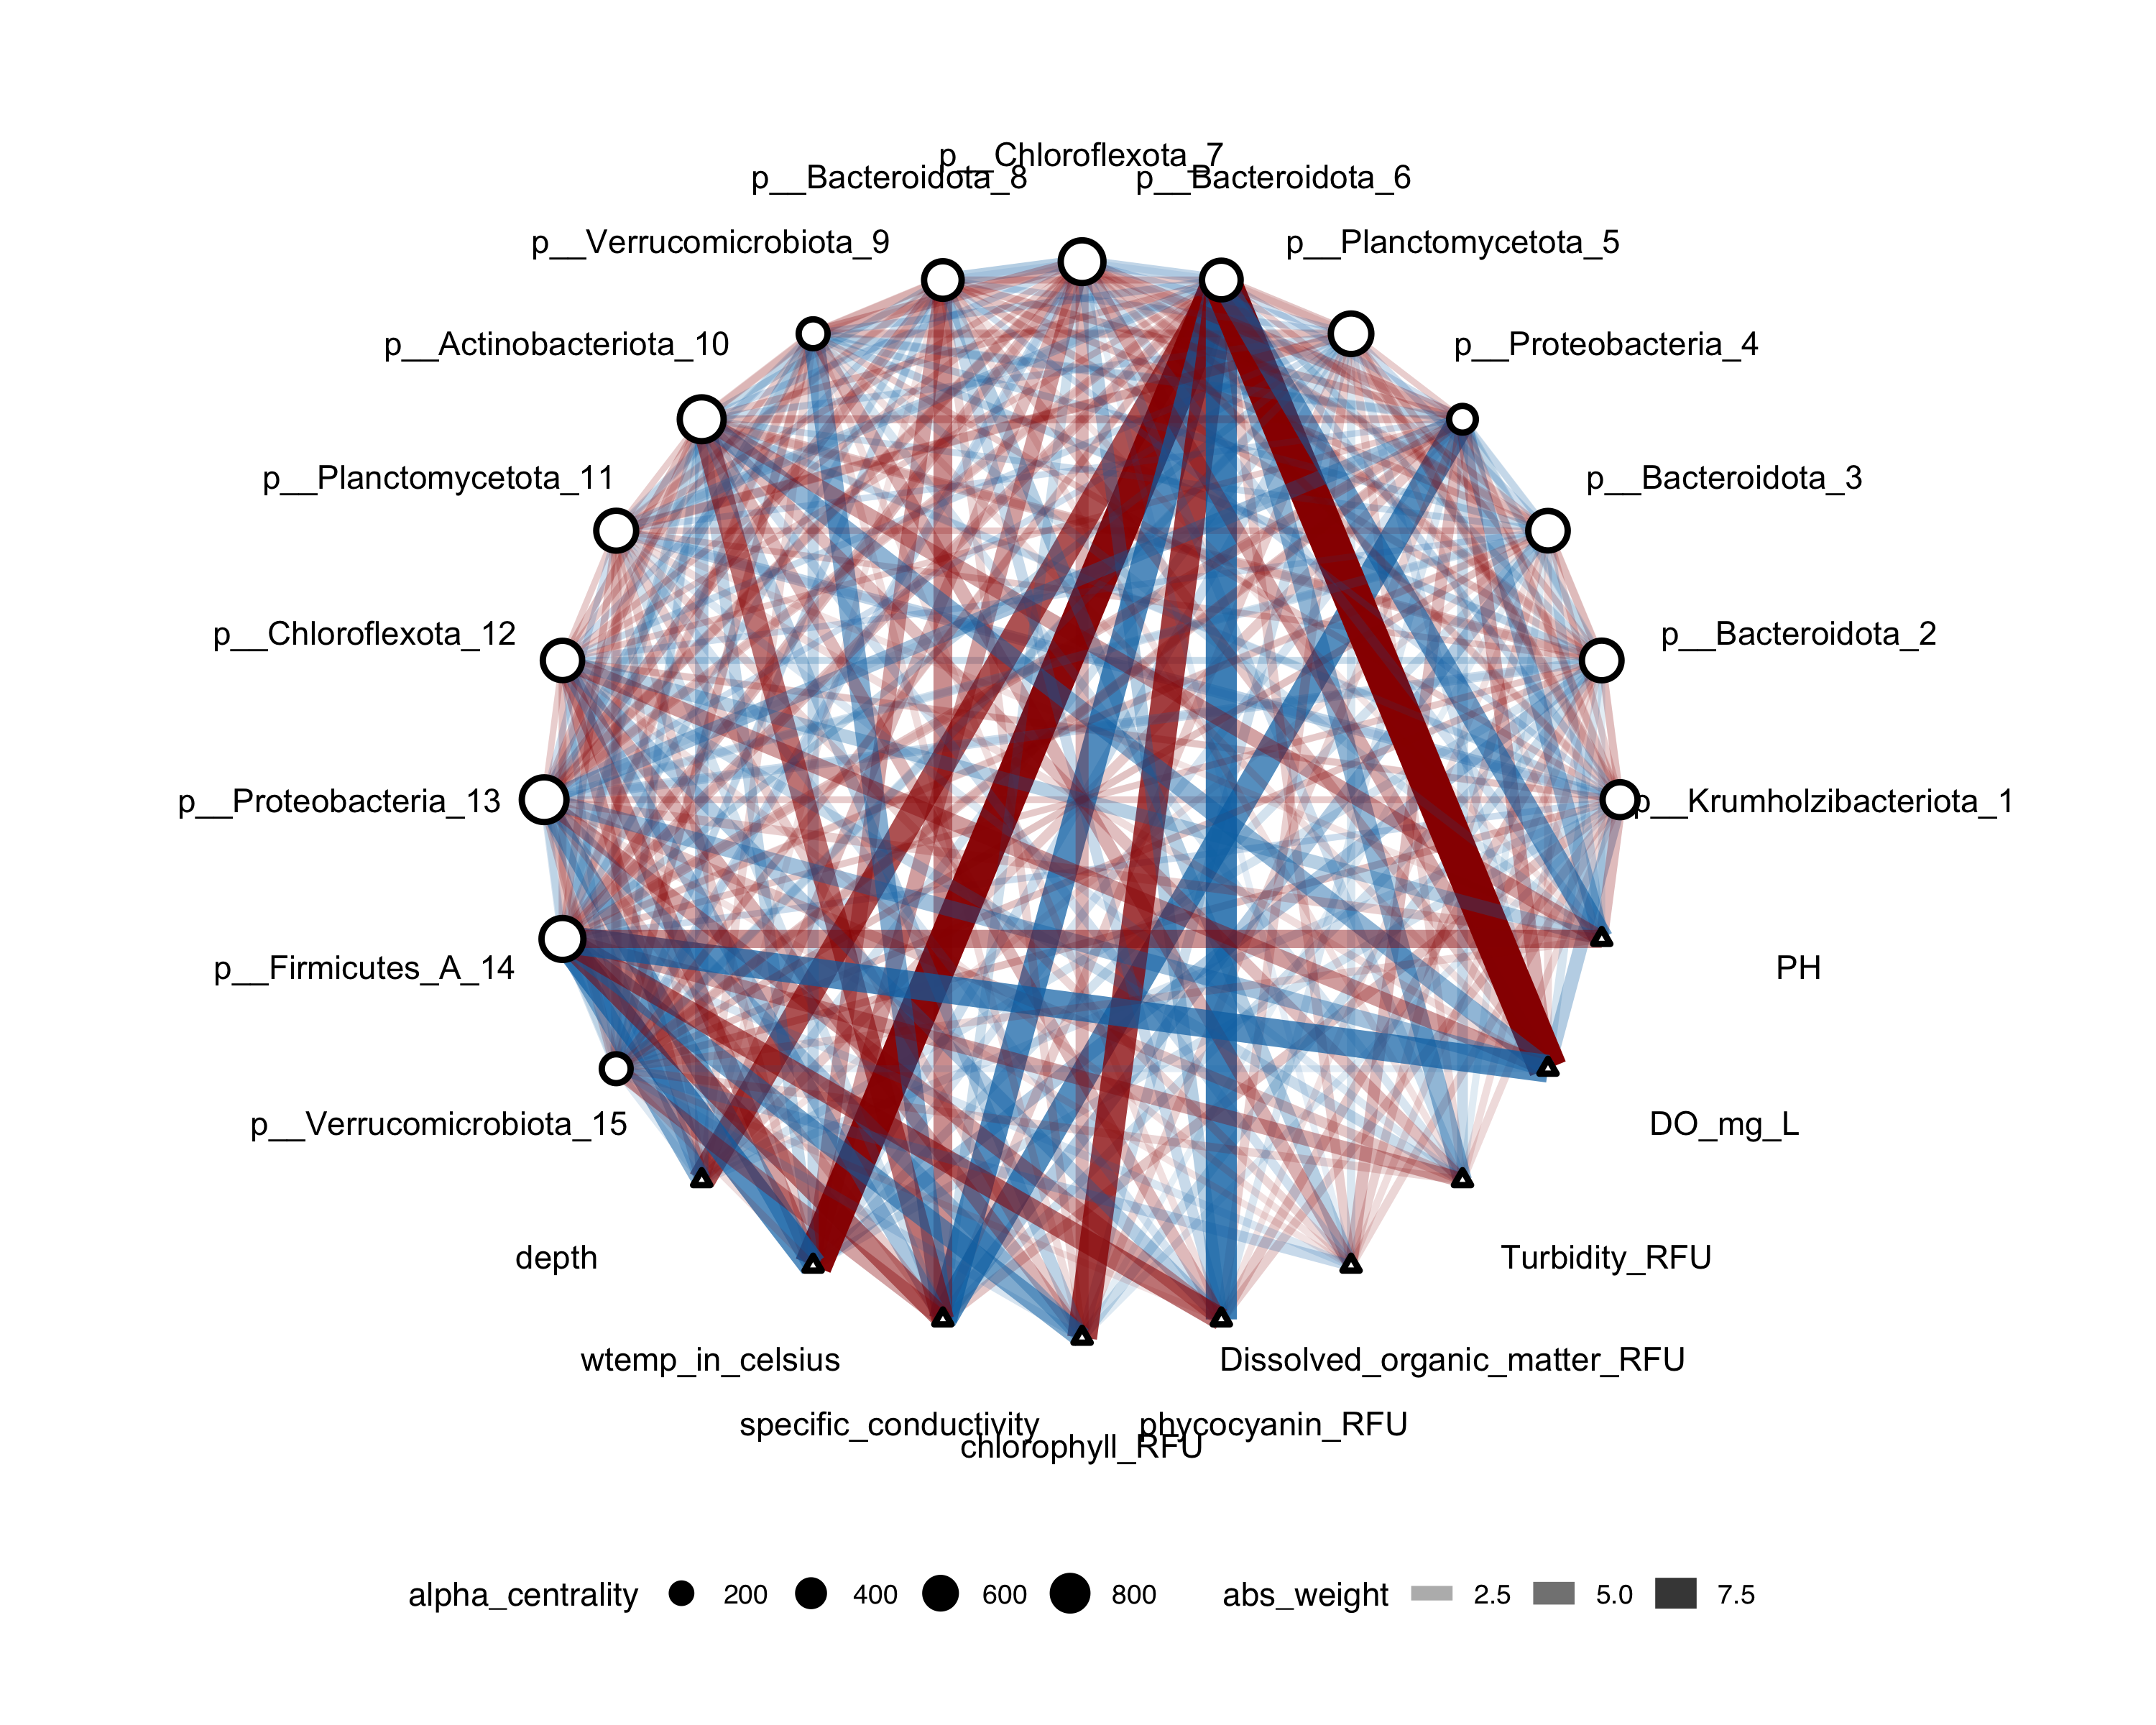 p__Chloroflexota_7
p__Bacteroidota_8
p__Bacteroidota_6
p__Verrucomicrobiota_9
p__Planctomycetota_5
p__Actinobacteriota_10
p__Proteobacteria_4
p__Planctomycetota_11
p__Bacteroidota_3
p__Chloroflexota_12
p__Bacteroidota_2
p__Proteobacteria_13
p__Krumholzibacteriota_1
p__Firmicutes_A_14
PH
p__Verrucomicrobiota_15
DO_mg_L
depth
Turbidity_RFU
wtemp_in_celsius
Dissolved_organic_matter_RFU
specific_conductivity
phycocyanin_RFU
chlorophyll_RFU
alpha_centrality 200 400 600 800 abs_weight 2.5 5.0 7.5